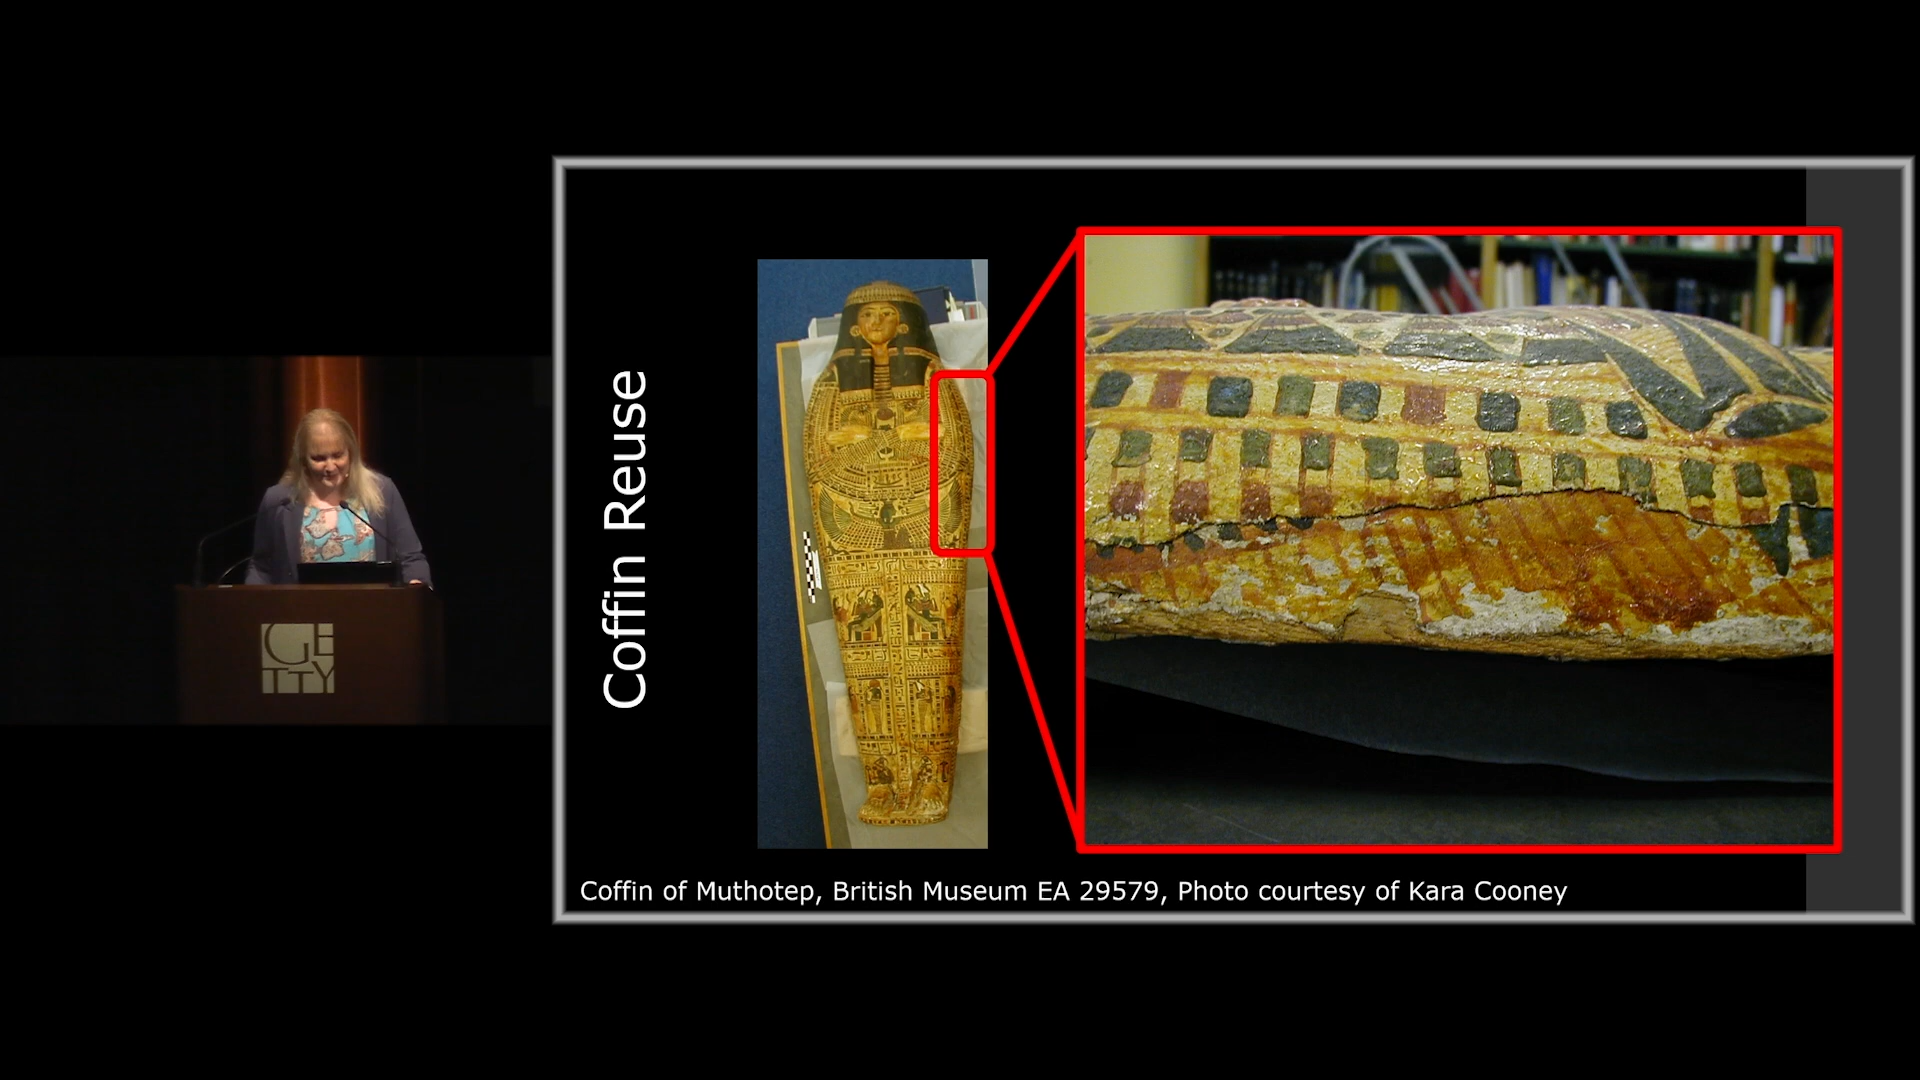 GETTY
Coffin Reuse
Coffin of Muthotep, British Museum EA 29579, Photo courtesy of Kara Cooney